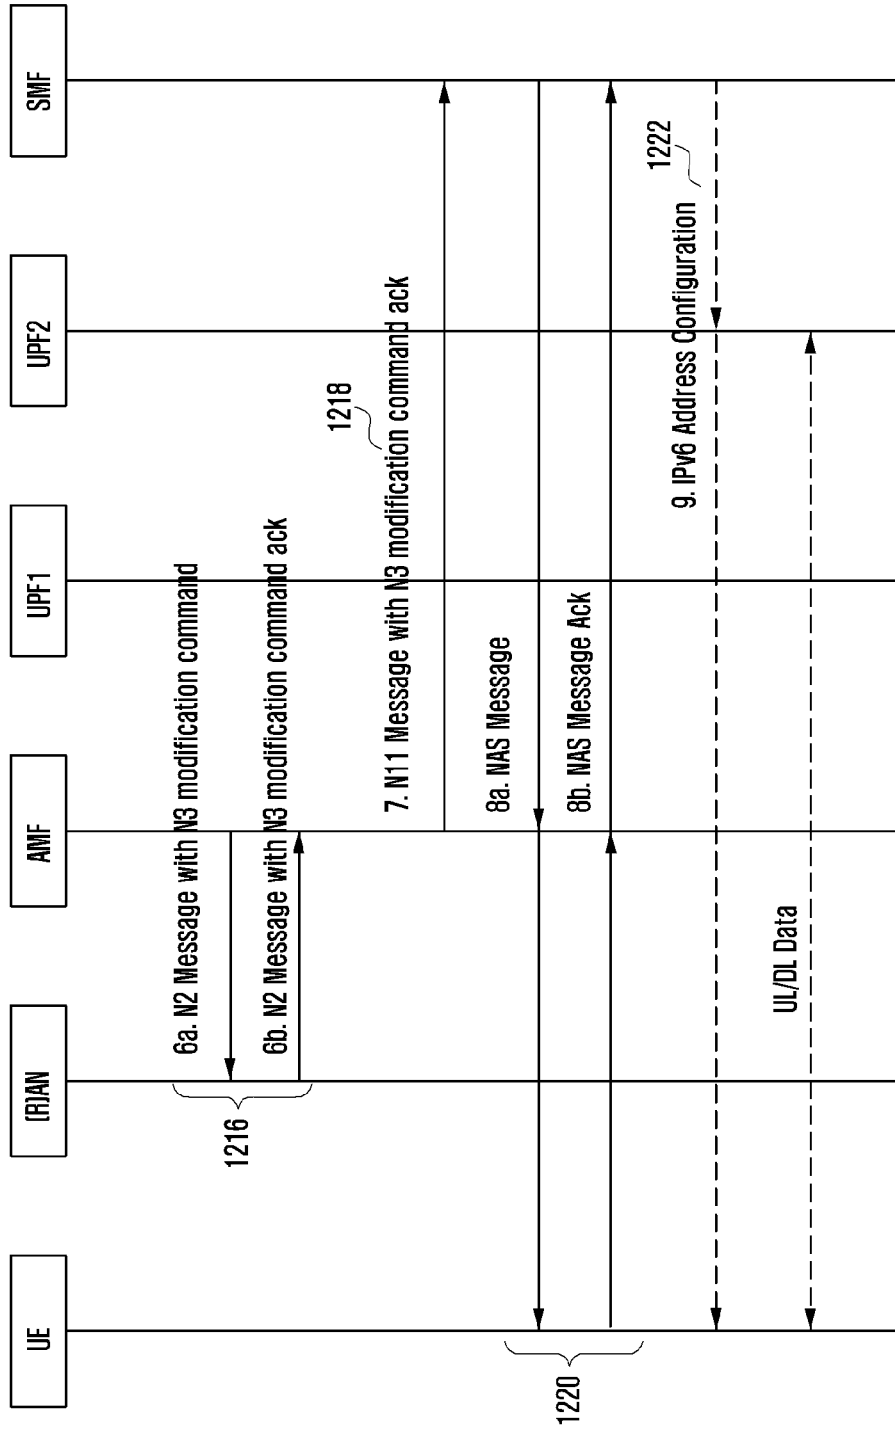 UE
(R)AN
AMF
UPF1
UPF2
SMF
6a. N2 Message with N3 modification command
6b. N2 Message with N3 modification command ack
1216
7. N11 Message with N3 modification command ack
1218
8a. NAS Message
8b. NAS Message Ack
1220
9. IPv6 Address Configuration
1222
UL/DL Data